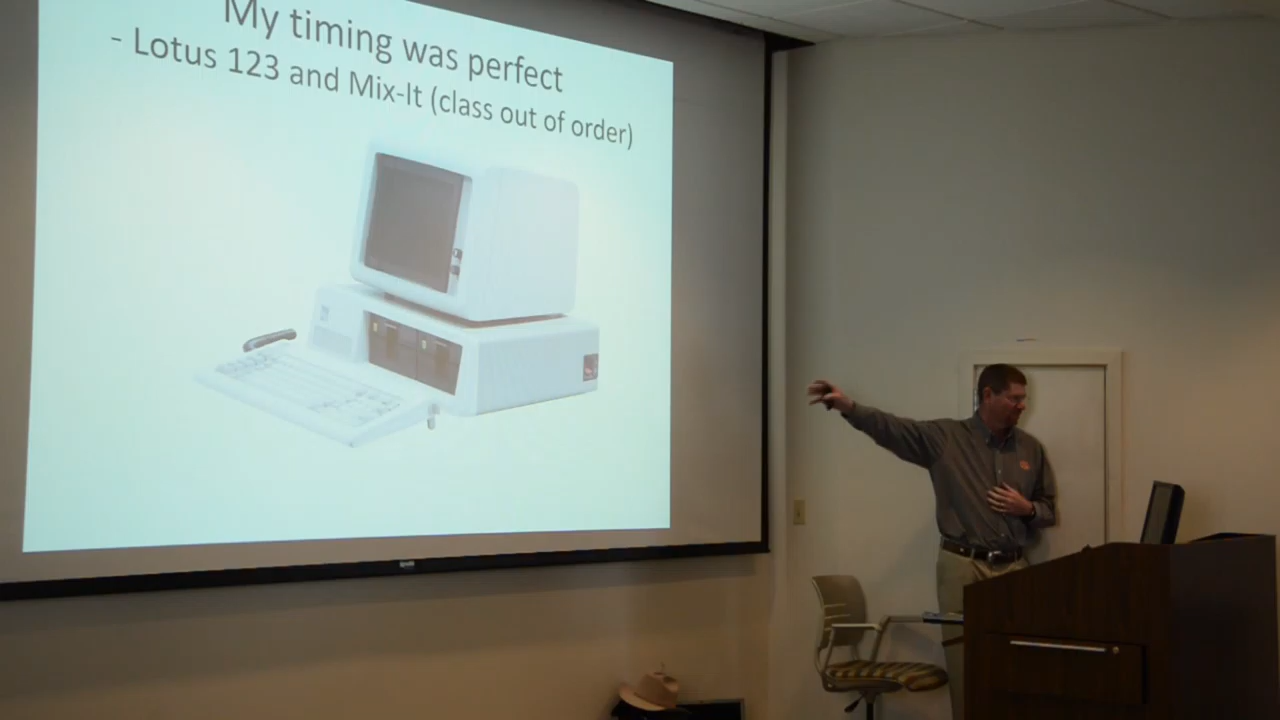 My timing was perfect
- Lotus 123 and Mix-It (class out of order)